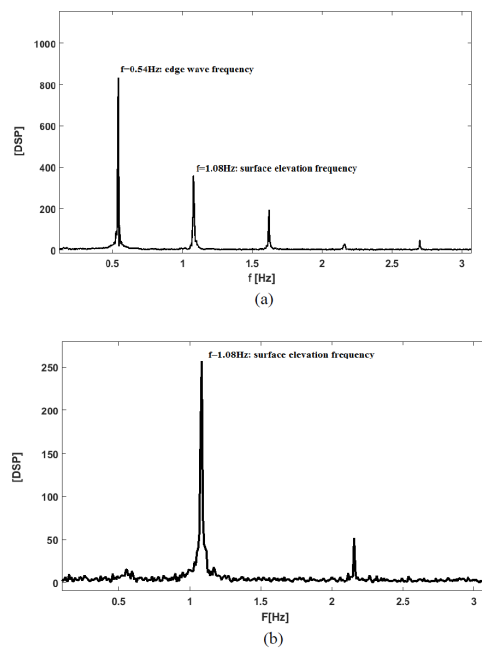 1000
800
600
400
200
0
[DSP]
f=0.54Hz: edge wave frequency
f=1.08Hz: surface elevation frequency
0.5 1 1.5 2 2.5 3
f [Hz]
(a)
250
200
150
100
50
0
[DSP]
f=1.08Hz: surface elevation frequency
0.5 1 1.5 2 2.5 3
F[Hz]
(b)